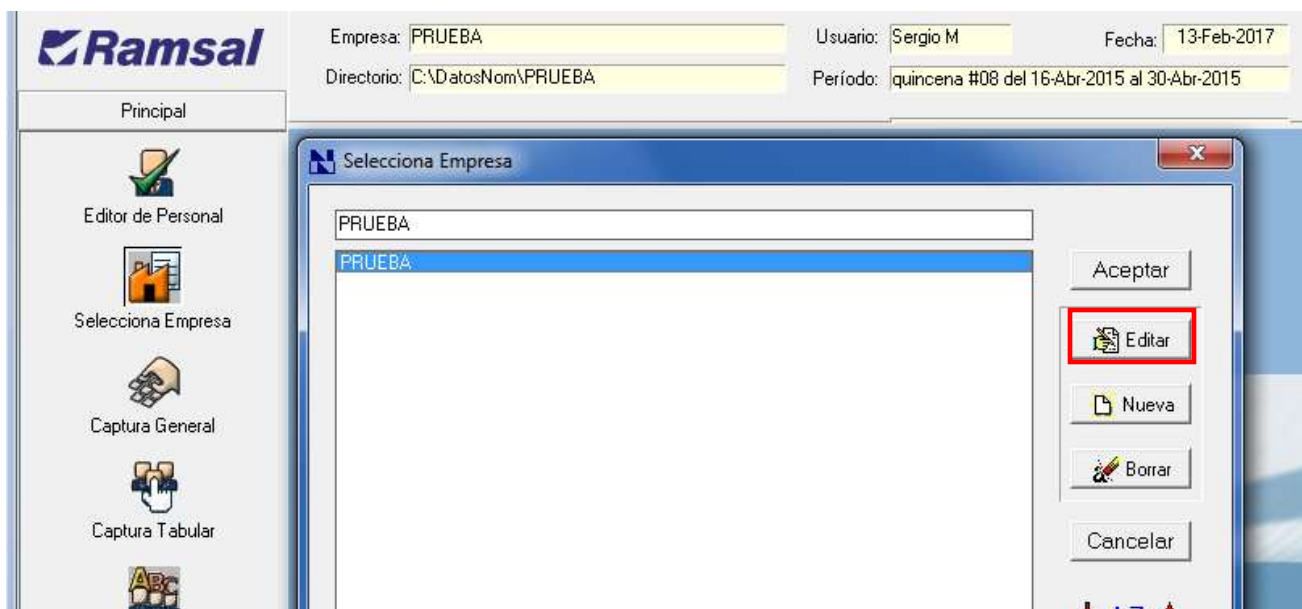 Ramsal
Empresa: PRUEBA
Usuario: Sergio M
Fecha: 13-Feb-2017
Directorio: C:\DatosNom\PRUEBA
Período: quincena #08 del 16-Abr-2015 al 30-Abr-2015
Principal
Editor de Personal
Selecciona Empresa
Captura General
Captura Tabular
ABC
Selecciona Empresa
PRUEBA
PRUEBA
Aceptar
Editar
Nueva
Borrar
Cancelar